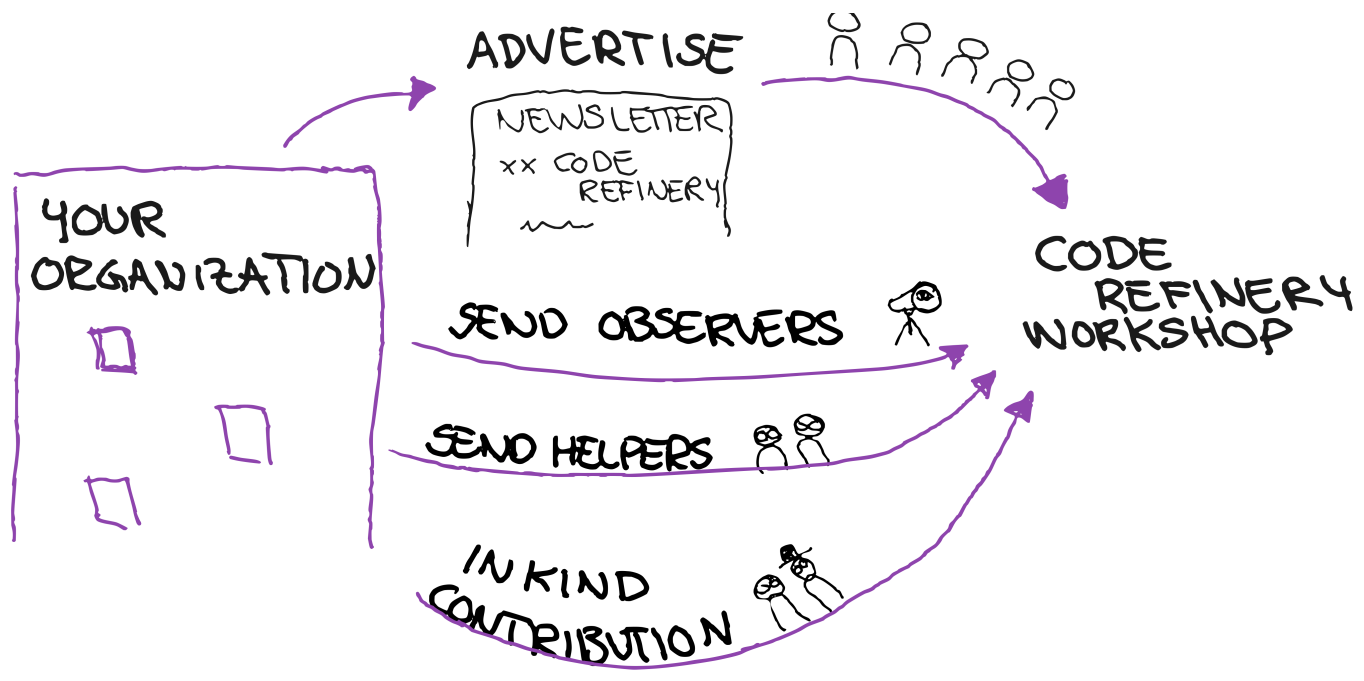 ADVERTISE
NEWSLETTER
xx CODE
REFINERY
YOUR
ORGANIZATION
CODE
REFINERY
WORKSHOP
SEND OBSERVERS
SEND HELPERS
IN KIND
CONTRIBUTION